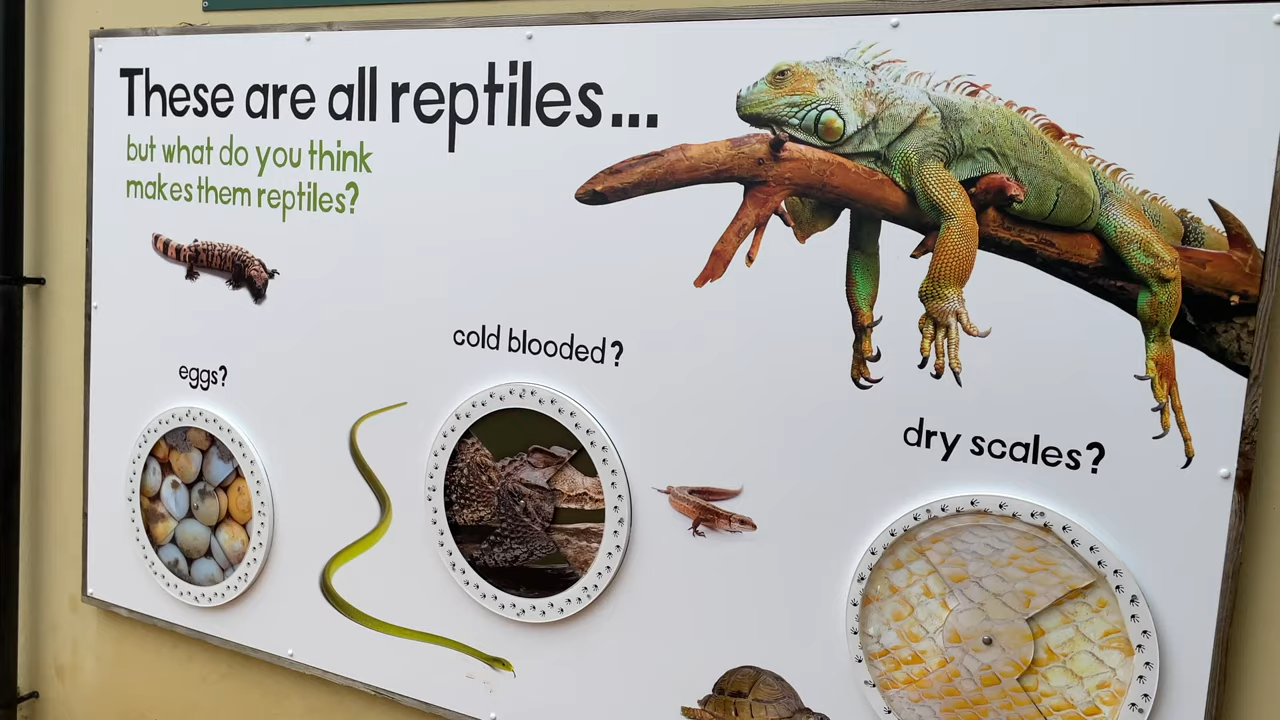 These are all reptiles...
but what do you think
makes them reptiles?
cold blooded?
eggs?
dry scales?